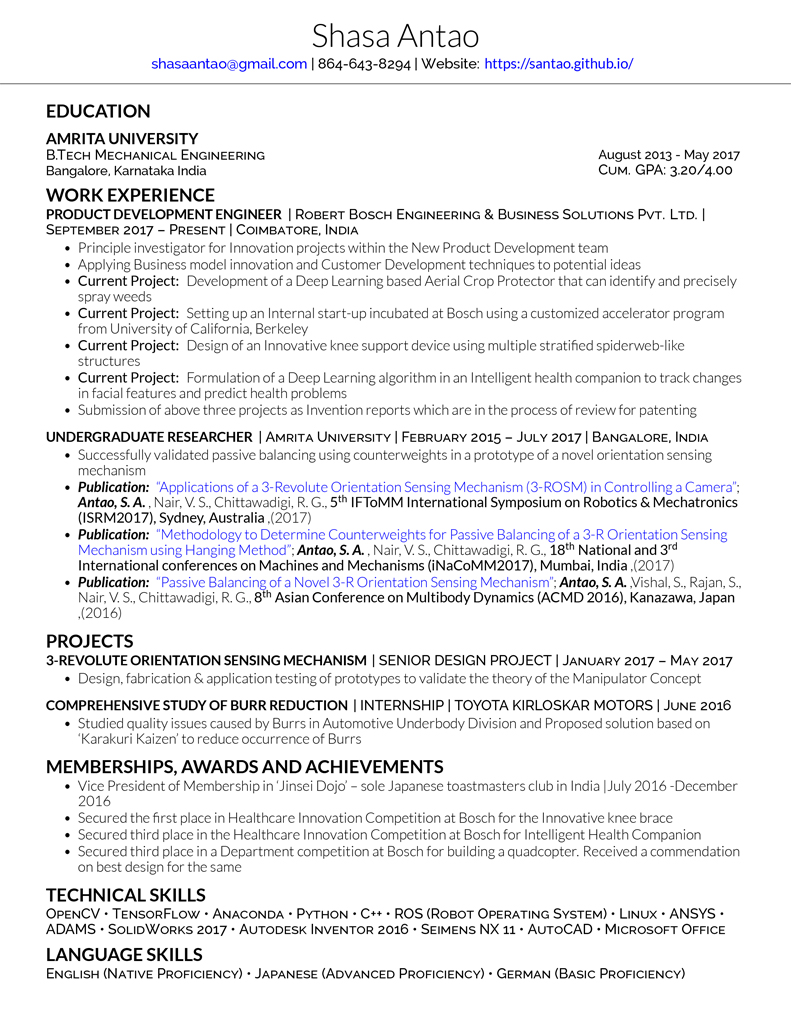 Shasa Antao
shasaantao@gmail.com | 864-643-8294 | Website: https://santao.github.io/
EDUCATION
AMRITA UNIVERSITY
B.Tech Mechanical Engineering
August 2013 - May 2017
Bangalore, Karnataka India
Cum. GPA: 3.20/4.00
WORK EXPERIENCE
PRODUCT DEVELOPMENT ENGINEER | Robert Bosch Engineering & Business Solutions Pvt. Ltd. |
September 2017 – Present | Coimbatore, India
• Principle investigator for Innovation projects within the New Product Development team
• Applying Business model innovation and Customer Development techniques to potential ideas
• Current Project: Development of a Deep Learning based Aerial Crop Protector that can identify and precisely
spray weeds
• Current Project: Setting up an Internal start-up incubated at Bosch using a customized accelerator program
from University of California, Berkeley
• Current Project: Design of an Innovative knee support device using multiple stratified spiderweb-like
structures
• Current Project: Formulation of a Deep Learning algorithm in an Intelligent health companion to track changes
in facial features and predict health problems
• Submission of above three projects as Invention reports which are in the process of review for patenting
UNDERGRADUATE RESEARCHER | Amrita University | February 2015 – July 2017 | Bangalore, India
• Successfully validated passive balancing using counterweights in a prototype of a novel orientation sensing
mechanism
• Publication: “Applications of a 3-Revolute Orientation Sensing Mechanism (3-ROSM) in Controlling a Camera”;
Antao, S. A. , Nair, V. S., Chittawadigi, R. G., 5th IFToMM International Symposium on Robotics & Mechatronics
(ISRM2017), Sydney, Australia ,(2017)
• Publication: “Methodology to Determine Counterweights for Passive Balancing of a 3-R Orientation Sensing
Mechanism using Hanging Method”; Antao, S. A. , Nair, V. S., Chittawadigi, R. G., 18th National and 3rd
International conferences on Machines and Mechanisms (iNaCoMM2017), Mumbai, India ,(2017)
• Publication: “Passive Balancing of a Novel 3-R Orientation Sensing Mechanism”; Antao, S. A. ,Vishal, S., Rajan, S.,
Nair, V. S., Chittawadigi, R. G., 8th Asian Conference on Multibody Dynamics (ACMD 2016), Kanazawa, Japan
,(2016)
PROJECTS
3-REVOLUTE ORIENTATION SENSING MECHANISM | SENIOR DESIGN PROJECT | January 2017 – May 2017
• Design, fabrication & application testing of prototypes to validate the theory of the Manipulator Concept
COMPREHENSIVE STUDY OF BURR REDUCTION | INTERNSHIP | TOYOTA KIRLOSKAR MOTORS | June 2016
• Studied quality issues caused by Burrs in Automotive Underbody Division and Proposed solution based on
‘Karakuri Kaizen’ to reduce occurrence of Burrs
MEMBERSHIPS, AWARDS AND ACHIEVEMENTS
• Vice President of Membership in ‘Jinsei Dojo’ – sole Japanese toastmasters club in India |July 2016 -December
2016
• Secured the first place in Healthcare Innovation Competition at Bosch for the Innovative knee brace
• Secured third place in the Healthcare Innovation Competition at Bosch for Intelligent Health Companion
• Secured third place in a Department competition at Bosch for building a quadcopter. Received a commendation
on best design for the same
TECHNICAL SKILLS
OpenCV • TensorFlow • Anaconda • Python • C++ • ROS (Robot Operating System) • Linux • ANSYS •
ADAMS • SolidWorks 2017 • Autodesk Inventor 2016 • Seimens NX 11 • AutoCAD • Microsoft Office
LANGUAGE SKILLS
English (Native Proficiency) • Japanese (Advanced Proficiency) • German (Basic Proficiency)